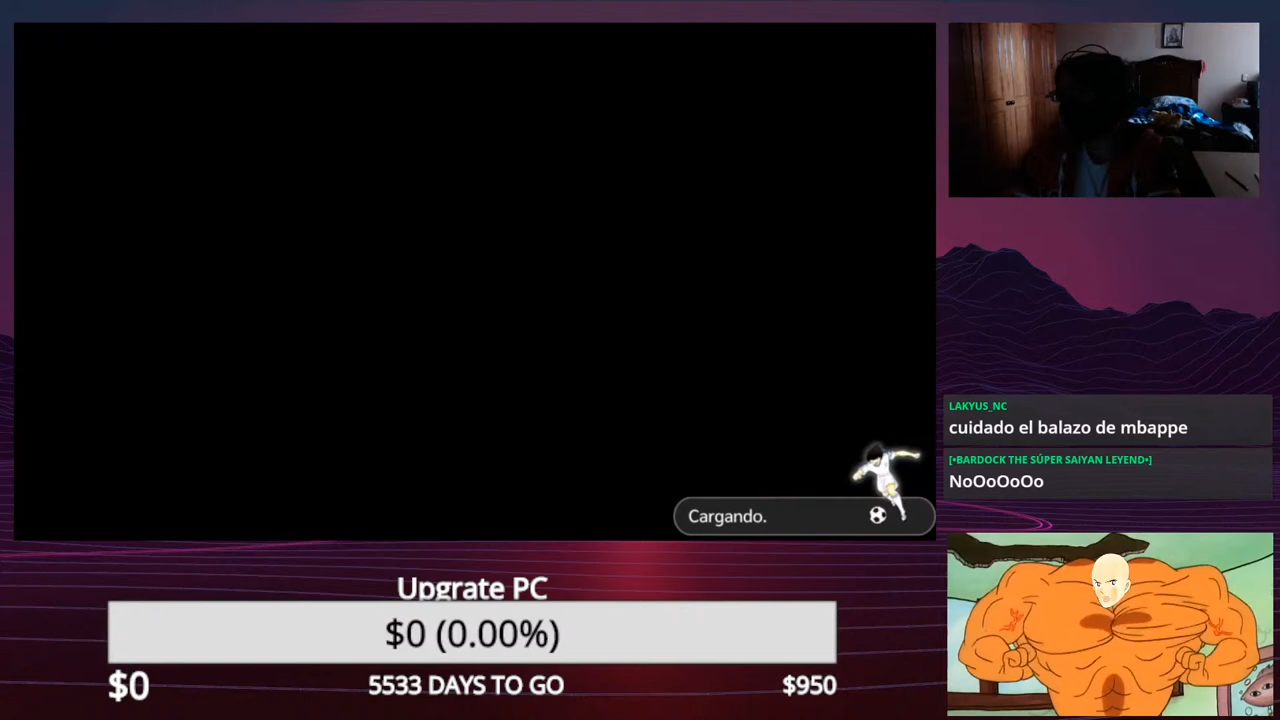 LAKYUS_NC
cuidado el balazo de mbappe
[•BARDOCK THE SÚPER SAIYAN LEYEND•]
NoOoOoOo
Cargando.
Upgrate PC
$0 (0.00%)
$0
5533 DAYS TO GO
$950